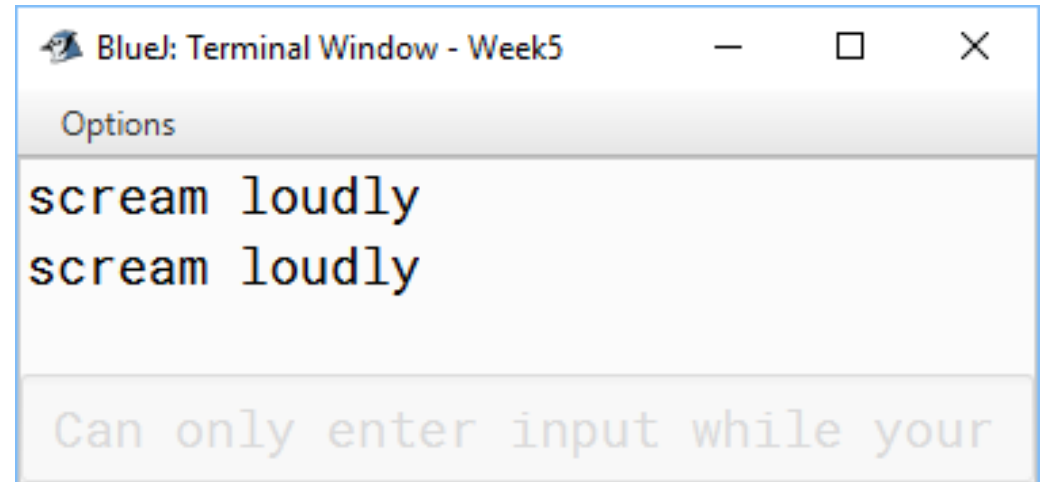 BlueJ: Terminal Window - Week5
Options
scream loudly
scream loudly
Can only enter input while your